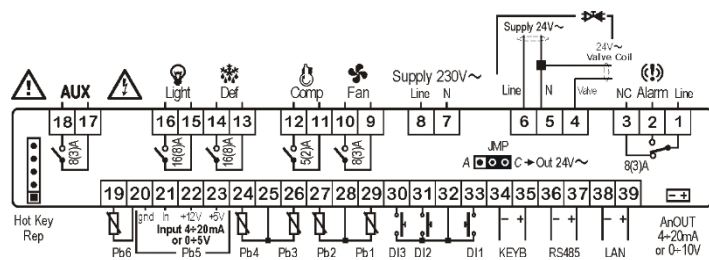 Supply 24V~
24V~
Valve Coil
AUX
Light
Def
Comp
Fan
Supply 230V~
Line
N
Line
N
Valve
NC
Alarm
Line
18 17 16 15 14 13 12 11 10 9 8 7 6 5 4 3 2 1
8(3)A
16(8)A
16(8)A
5(2)A
8(3)A
JMP
A
C
Out 24V~
8(3)A
19 20 21 22 23 24 25 26 27 28 29 30 31 32 33 34 35 36 37 38 39
- +
Hot Key
Rep
gnd In +12V +5V
Input 4÷20mA
or 0÷5V
Pb6 Pb5 Pb4 Pb3 Pb2 Pb1 DI3 DI2 DI1
- +
- +
- +
KEYB RS485 LAN
AnOUT
4÷20mA
or 0÷10V